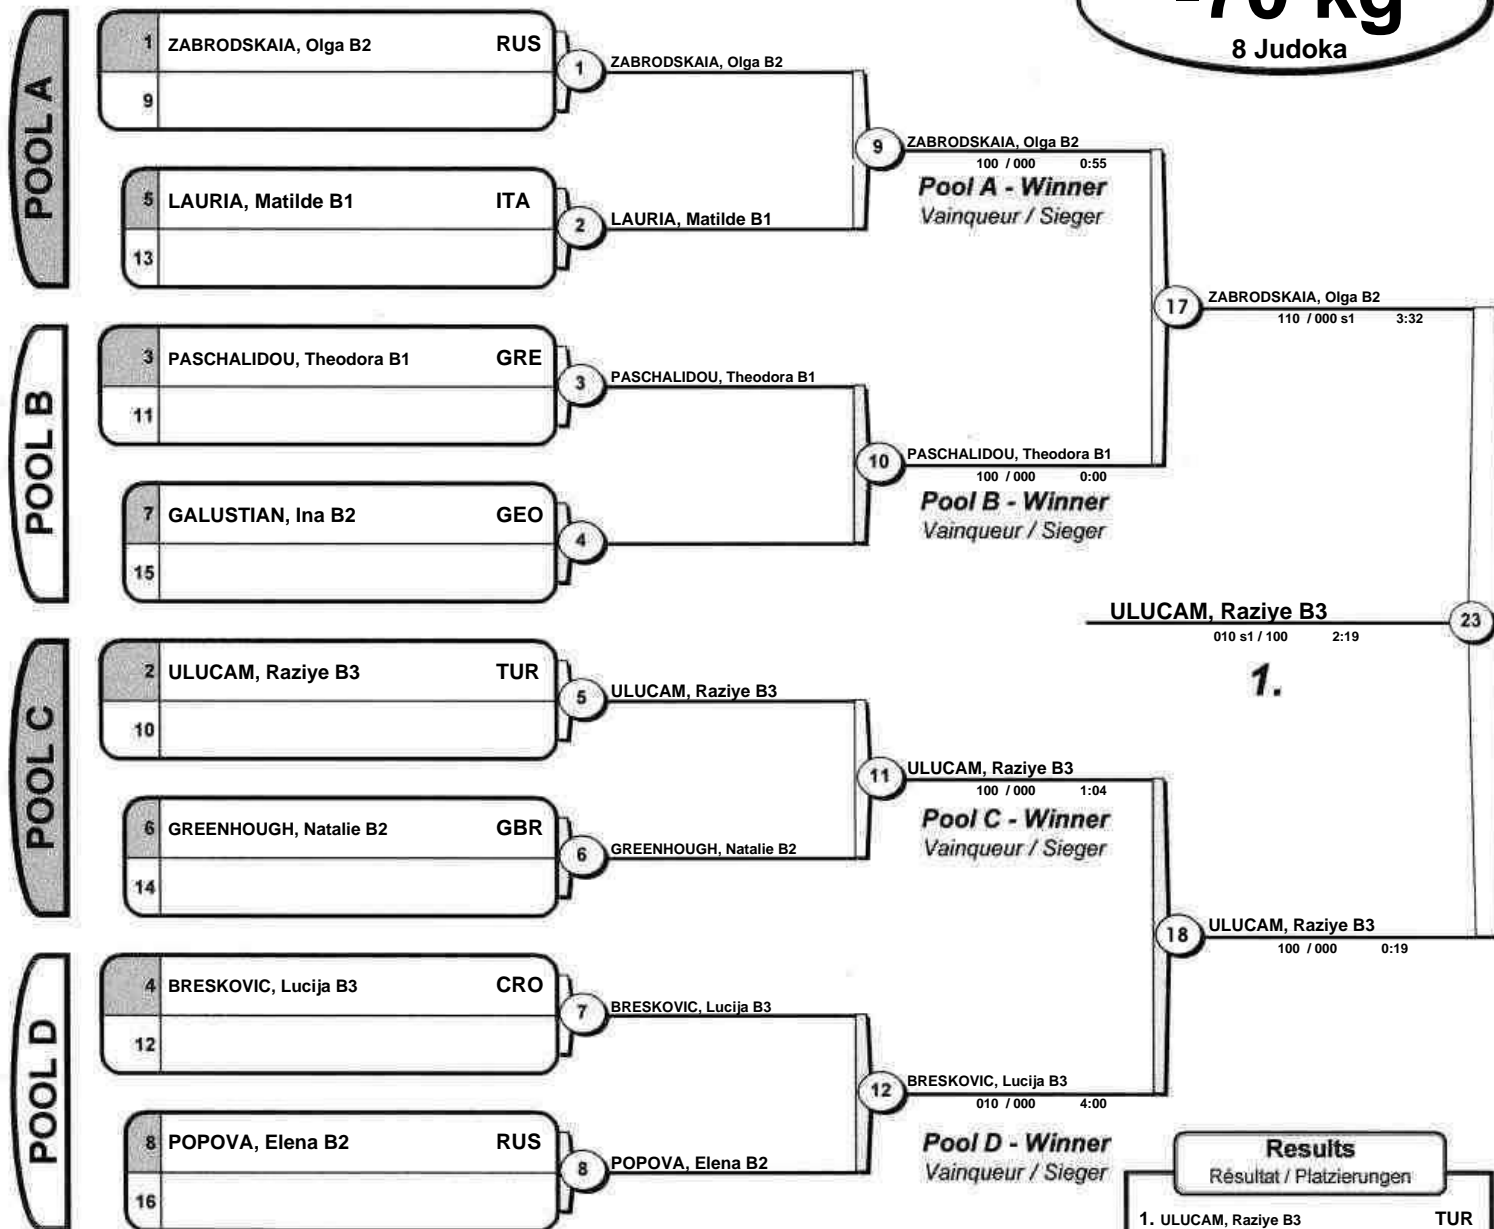 -70 kg
8 Judoka
POOL A
1 ZABRODSKAIA, Olga B2 RUS
9
1 ZABRODSKAIA, Olga B2
5 LAURIA, Matilde B1 ITA
13
2 LAURIA, Matilde B1
9 ZABRODSKAIA, Olga B2
100 / 000 0:55
Pool A - Winner
Vainqueur / Sieger
POOL B
3 PASCHALIDOU, Theodora B1 GRE
11
3 PASCHALIDOU, Theodora B1
7 GALUSTIAN, Ina B2 GEO
15
4
10 PASCHALIDOU, Theodora B1
100 / 000 0:00
Pool B - Winner
Vainqueur / Sieger
17 ZABRODSKAIA, Olga B2
110 / 000 s1 3:32
ULUCAM, Raziye B3 23
010 s1 / 100 2:19
1.
POOL C
2 ULUCAM, Raziye B3 TUR
10
5 ULUCAM, Raziye B3
6 GREENHOUGH, Natalie B2 GBR
14
6 GREENHOUGH, Natalie B2
11 ULUCAM, Raziye B3
100 / 000 1:04
Pool C - Winner
Vainqueur / Sieger
18 ULUCAM, Raziye B3
100 / 000 0:19
POOL D
4 BRESKOVIC, Lucija B3 CRO
12
7 BRESKOVIC, Lucija B3
8 POPOVA, Elena B2 RUS
16
8 POPOVA, Elena B2
12 BRESKOVIC, Lucija B3
010 / 000 4:00
Pool D - Winner
Vainqueur / Sieger
Results
Résultat / Platzierungen
1. ULUCAM, Raziye B3 TUR